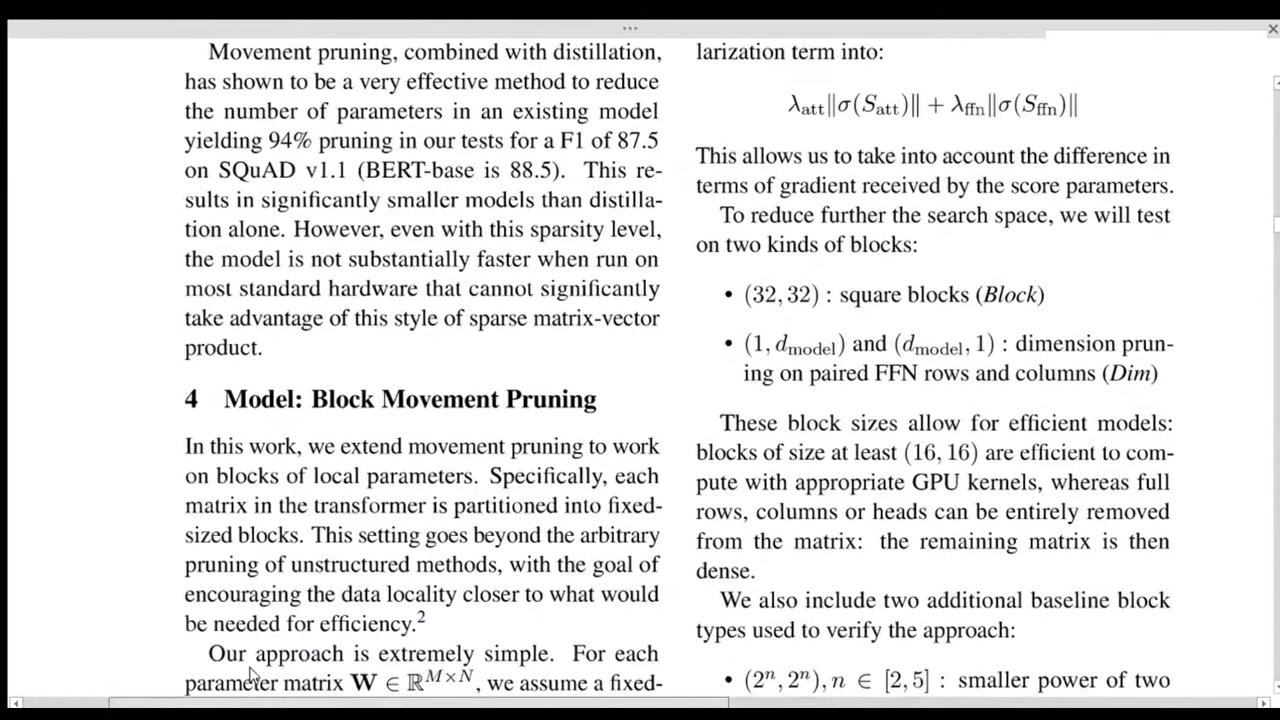 Movement pruning, combined with distillation,
has shown to be a very effective method to reduce
the number of parameters in an existing model
yielding 94% pruning in our tests for a F1 of 87.5
on SQuAD v1.1 (BERT-base is 88.5). This re-
sults in significantly smaller models than distilla-
tion alone. However, even with this sparsity level,
the model is not substantially faster when run on
most standard hardware that cannot significantly
take advantage of this style of sparse matrix-vector
product.
4 Model: Block Movement Pruning
In this work, we extend movement pruning to work
on blocks of local parameters. Specifically, each
matrix in the transformer is partitioned into fixed-
sized blocks. This setting goes beyond the arbitrary
pruning of unstructured methods, with the goal of
encouraging the data locality closer to what would
be needed for efficiency.²
Our approach is extremely simple. For each
parameter matrix W ∈ ℝ^{M×N}, we assume a fixed-
larization term into:
λ_att‖σ(S_att)‖ + λ_ffn‖σ(S_ffn)‖
This allows us to take into account the difference in
terms of gradient received by the score parameters.
To reduce further the search space, we will test
on two kinds of blocks:
• (32, 32) : square blocks (Block)
• (1, d_model) and (d_model, 1) : dimension prun-
ing on paired FFN rows and columns (Dim)
These block sizes allow for efficient models:
blocks of size at least (16, 16) are efficient to com-
pute with appropriate GPU kernels, whereas full
rows, columns or heads can be entirely removed
from the matrix: the remaining matrix is then
dense.
We also include two additional baseline block
types used to verify the approach:
• (2^n, 2^n), n ∈ [2, 5] : smaller power of two